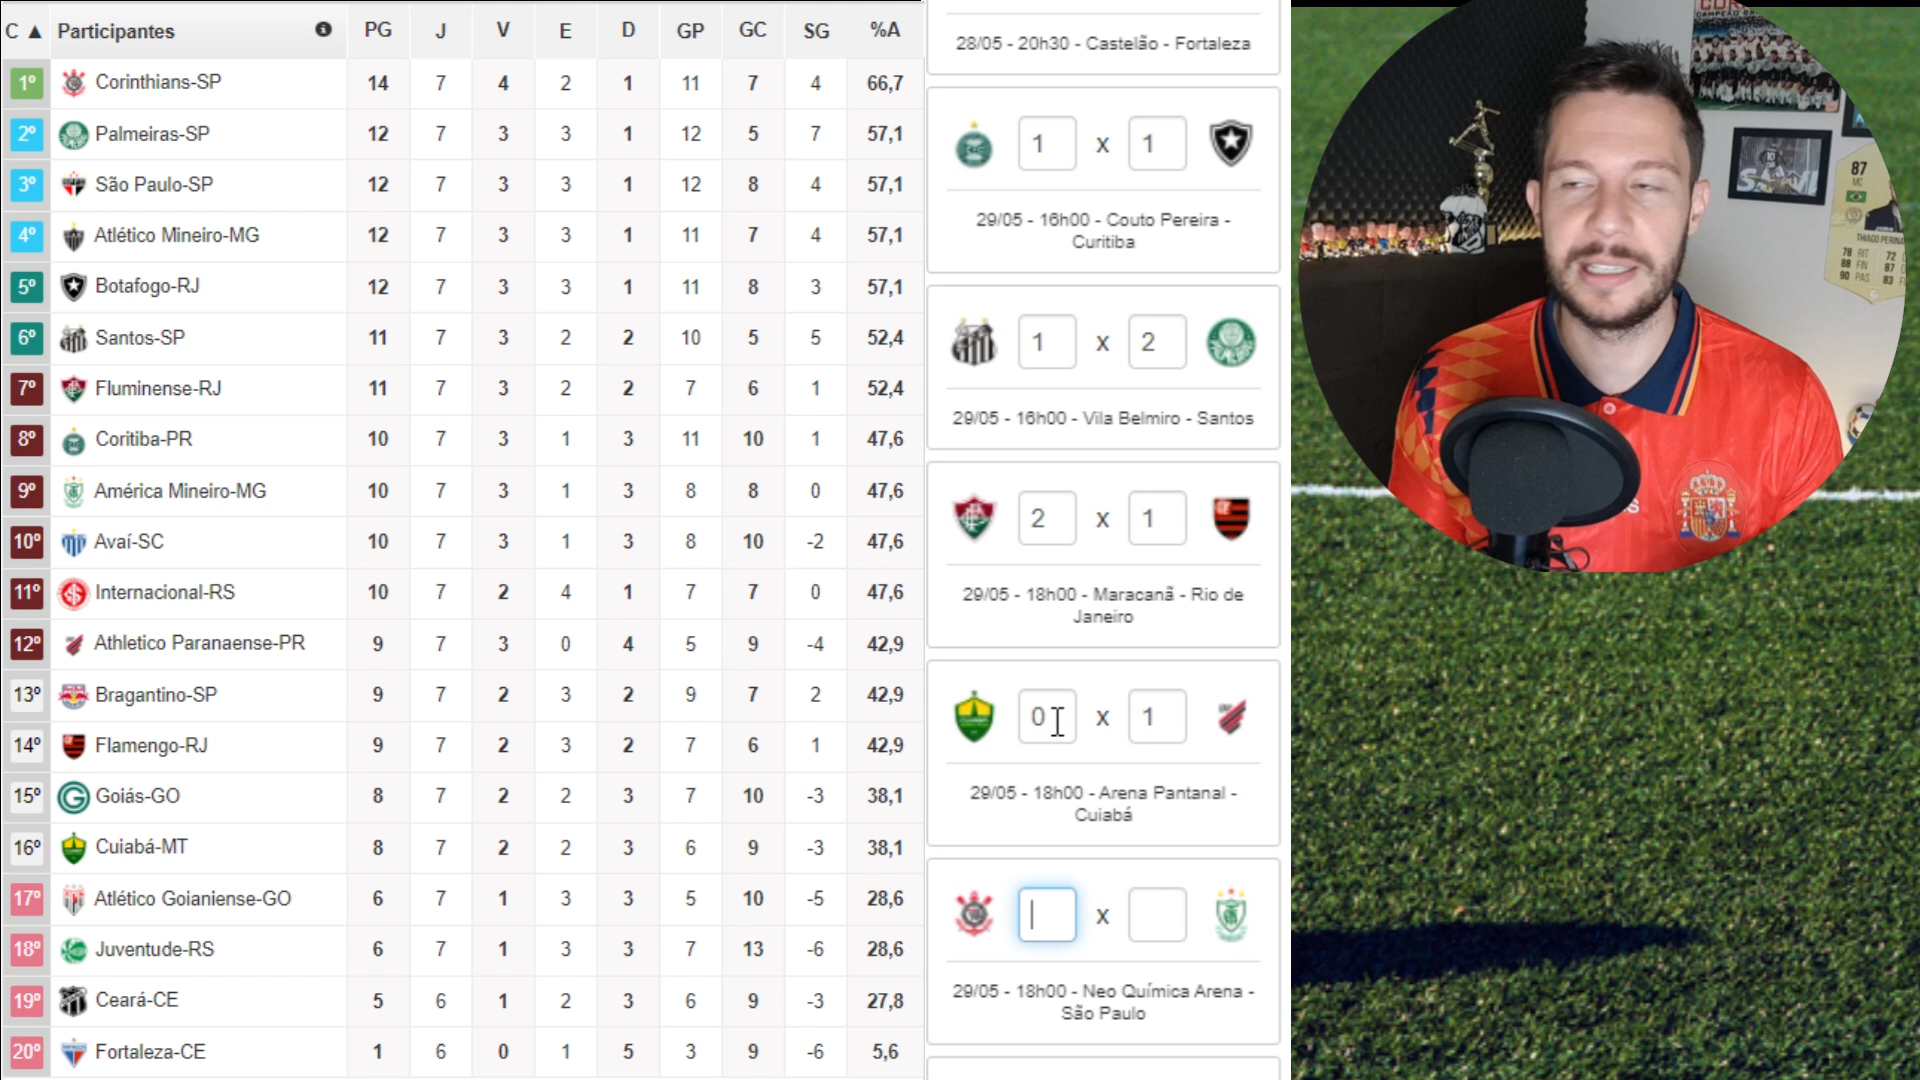 C ▲ Participantes PG J V E D GP GC SG %A
1º Corinthians-SP 14 7 4 2 1 11 7 4 66,7
2º Palmeiras-SP 12 7 3 3 1 12 5 7 57,1
3º São Paulo-SP 12 7 3 3 1 12 8 4 57,1
4º Atlético Mineiro-MG 12 7 3 3 1 11 7 4 57,1
5º Botafogo-RJ 12 7 3 3 1 11 8 3 57,1
6º Santos-SP 11 7 3 2 2 10 5 5 52,4
7º Fluminense-RJ 11 7 3 2 2 7 6 1 52,4
8º Coritiba-PR 10 7 3 1 3 11 10 1 47,6
9º América Mineiro-MG 10 7 3 1 3 8 8 0 47,6
10º Avaí-SC 10 7 3 1 3 8 10 -2 47,6
11º Internacional-RS 10 7 2 4 1 7 7 0 47,6
12º Athletico Paranaense-PR 9 7 3 0 4 5 9 -4 42,9
13º Bragantino-SP 9 7 2 3 2 9 7 2 42,9
14º Flamengo-RJ 9 7 2 3 2 7 6 1 42,9
15º Goiás-GO 8 7 2 2 3 7 10 -3 38,1
16º Cuiabá-MT 8 7 2 2 3 6 9 -3 38,1
17º Atlético Goianiense-GO 6 7 1 3 3 5 10 -5 28,6
18º Juventude-RS 6 7 1 3 3 7 13 -6 28,6
19º Ceará-CE 5 6 1 2 3 6 9 -3 27,8
20º Fortaleza-CE 1 6 0 1 5 3 9 -6 5,6
28/05 - 20h30 - Castelão - Fortaleza
1 x 1
29/05 - 16h00 - Couto Pereira -
Curitiba
1 x 2
29/05 - 16h00 - Vila Belmiro - Santos
2 x 1
29/05 - 18h00 - Maracanã - Rio de
Janeiro
0 x 1
29/05 - 18h00 - Arena Pantanal -
Cuiabá
x
29/05 - 18h00 - Neo Química Arena -
São Paulo
87
MC
THIAGO PERINA
78 RIT 72
88 FIN 87
90 PAS 83